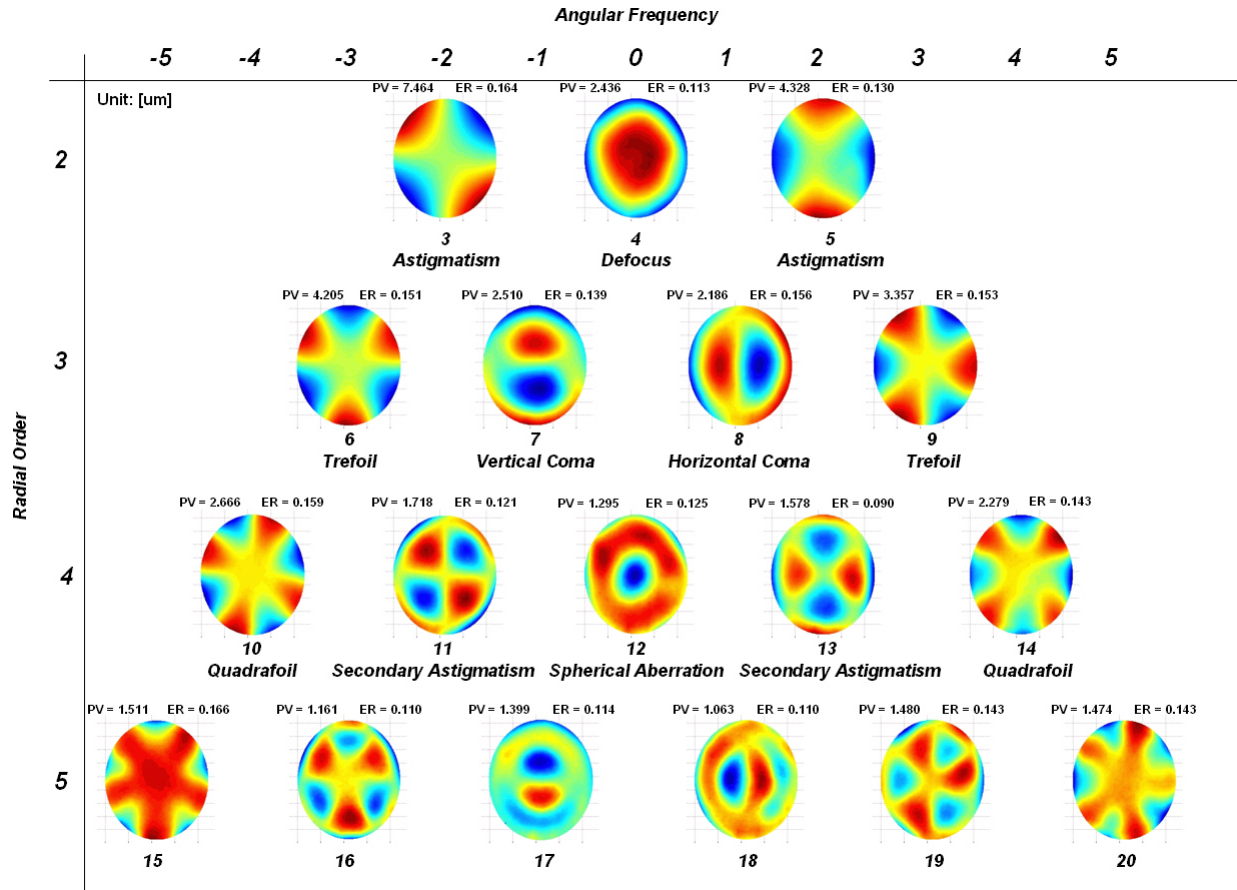 Angular Frequency
-5 -4 -3 -2 -1 0 1 2 3 4 5
Unit: [um]
Radial Order
2
PV = 7.464 ER = 0.164 PV = 2.436 ER = 0.113 PV = 4.328 ER = 0.130
3 4 5
Astigmatism Defocus Astigmatism
3
PV = 4.205 ER = 0.151 PV = 2.510 ER = 0.139 PV = 2.186 ER = 0.156 PV = 3.357 ER = 0.153
6 7 8 9
Trefoil Vertical Coma Horizontal Coma Trefoil
4
PV = 2.666 ER = 0.159 PV = 1.718 ER = 0.121 PV = 1.295 ER = 0.125 PV = 1.578 ER = 0.090 PV = 2.279 ER = 0.143
10 11 12 13 14
Quadrafoil Secondary Astigmatism Spherical Aberration Secondary Astigmatism Quadrafoil
5
PV = 1.511 ER = 0.166 PV = 1.161 ER = 0.110 PV = 1.399 ER = 0.114 PV = 1.063 ER = 0.110 PV = 1.480 ER = 0.143 PV = 1.474 ER = 0.143
15 16 17 18 19 20